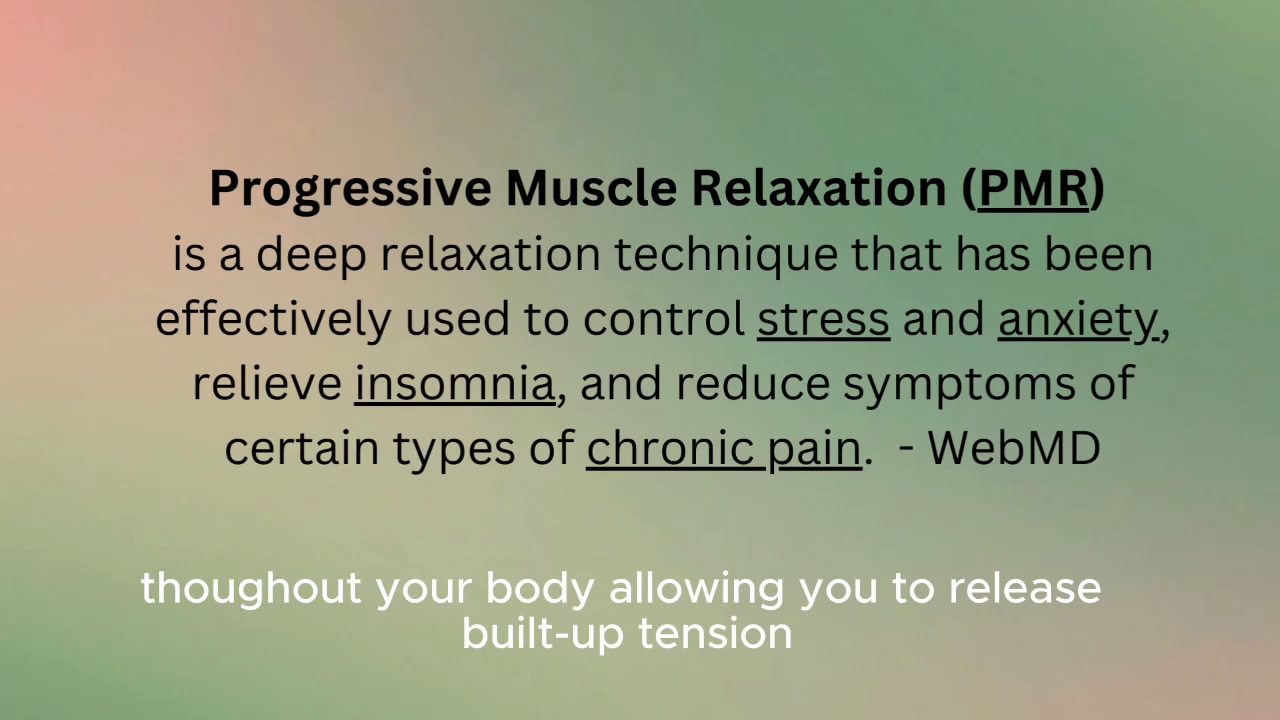 Progressive Muscle Relaxation (PMR)
is a deep relaxation technique that has been
effectively used to control stress and anxiety,
relieve insomnia, and reduce symptoms of
certain types of chronic pain.  - WebMD
thoughout your body allowing you to release
built-up tension